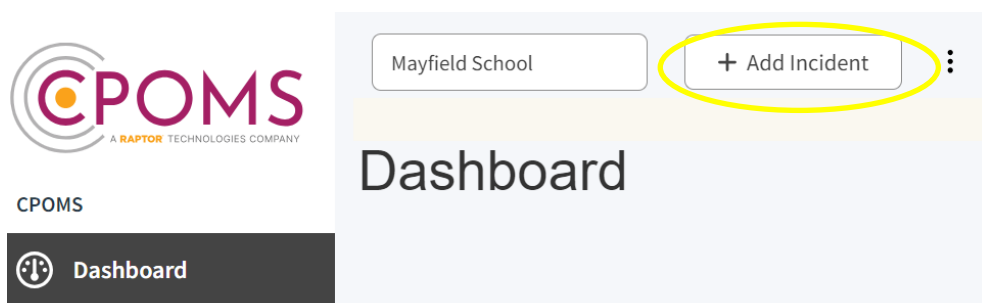 CPOMS
A RAPTOR TECHNOLOGIES COMPANY
CPOMS
Dashboard
Mayfield School
+ Add Incident
Dashboard